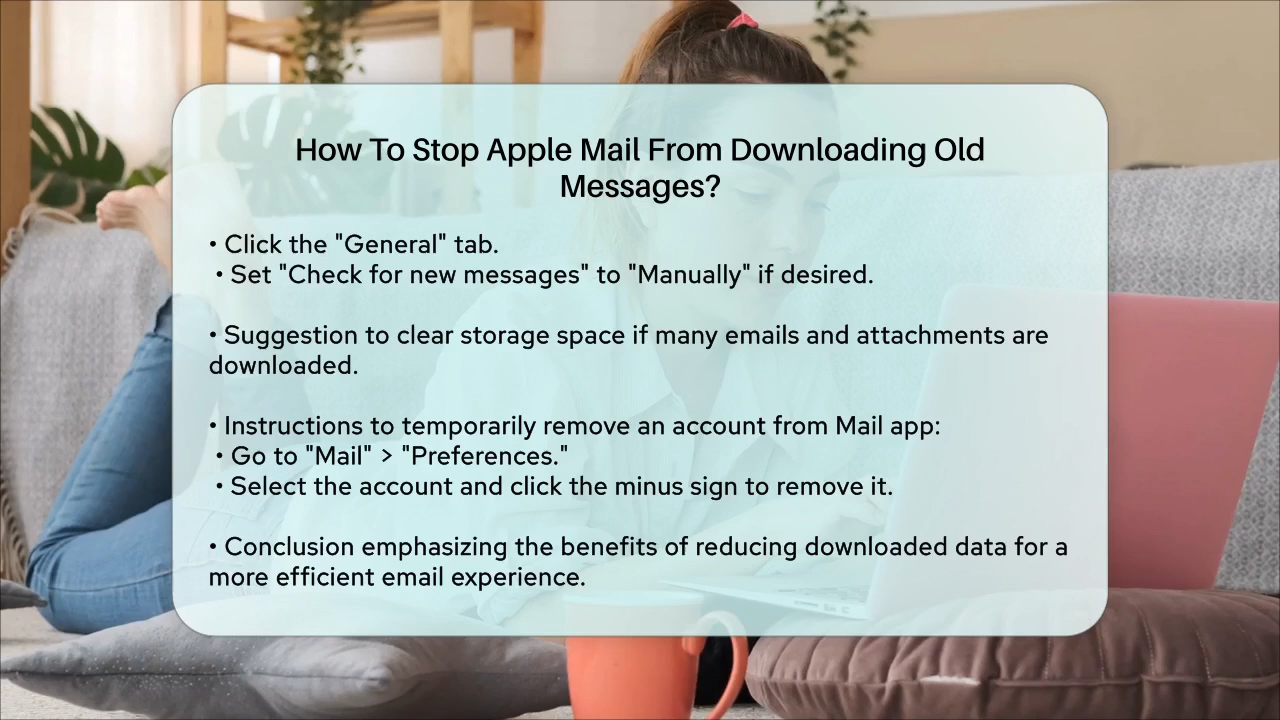 How To Stop Apple Mail From Downloading Old
Messages?
• Click the "General" tab.
• Set "Check for new messages" to "Manually" if desired.
• Suggestion to clear storage space if many emails and attachments are
downloaded.
• Instructions to temporarily remove an account from Mail app:
• Go to "Mail" > "Preferences."
• Select the account and click the minus sign to remove it.
• Conclusion emphasizing the benefits of reducing downloaded data for a
more efficient email experience.